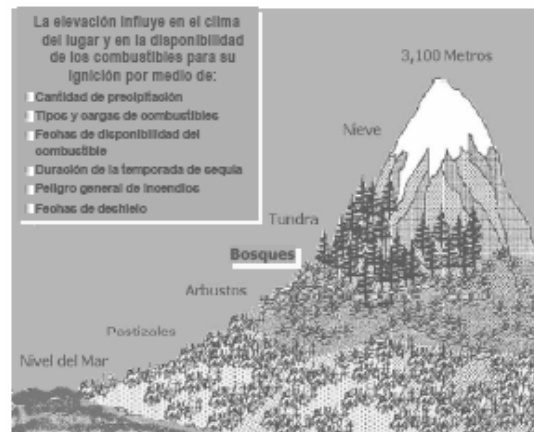 La elevación influye en el clima
del lugar y en la disponibilidad
de los combustibles para su
ignición por medio de:
Cantidad de precipitación
Tipos y cargas de combustibles
Fechas de disponibilidad del
combustible
Duración de la temporada de sequía
Peligro general de incendios
Fechas de deshielo
3,100 Metros
Nieve
Tundra
Bosques
Arbustos
Pastizales
Nivel del Mar